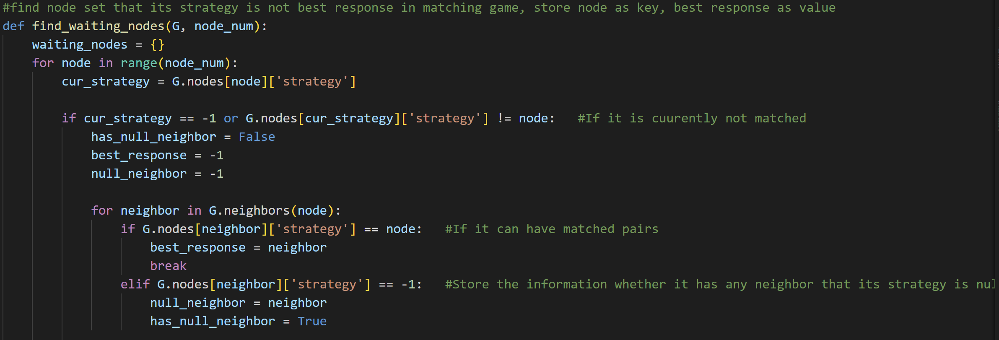 #find node set that its strategy is not best response in matching game, store node as key, best response as value
def find_waiting_nodes(G, node_num):
    waiting_nodes = {}
    for node in range(node_num):
        cur_strategy = G.nodes[node]['strategy']
        if cur_strategy == -1 or G.nodes[cur_strategy]['strategy'] != node:   #If it is cuurently not matched
            has_null_neighbor = False
            best_response = -1
            null_neighbor = -1
            for neighbor in G.neighbors(node):
                if G.nodes[neighbor]['strategy'] == node:   #If it can have matched pairs
                    best_response = neighbor
                    break
                elif G.nodes[neighbor]['strategy'] == -1:   #Store the information whether it has any neighbor that its strategy is
                    null_neighbor = neighbor
                    has_null_neighbor = True